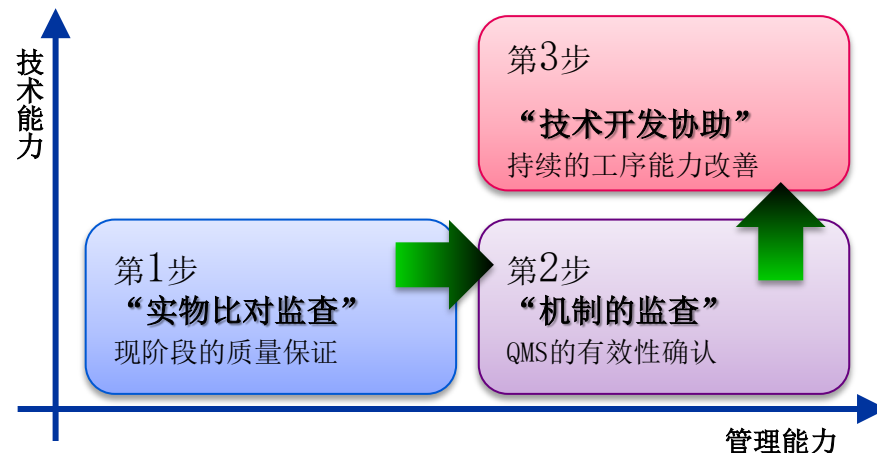 技术能力
第3步
“技术开发协助”
持续的工序能力改善
第1步
“实物比对监查”
现阶段的质量保证
第2步
“机制的监查”
QMS的有效性确认
管理能力